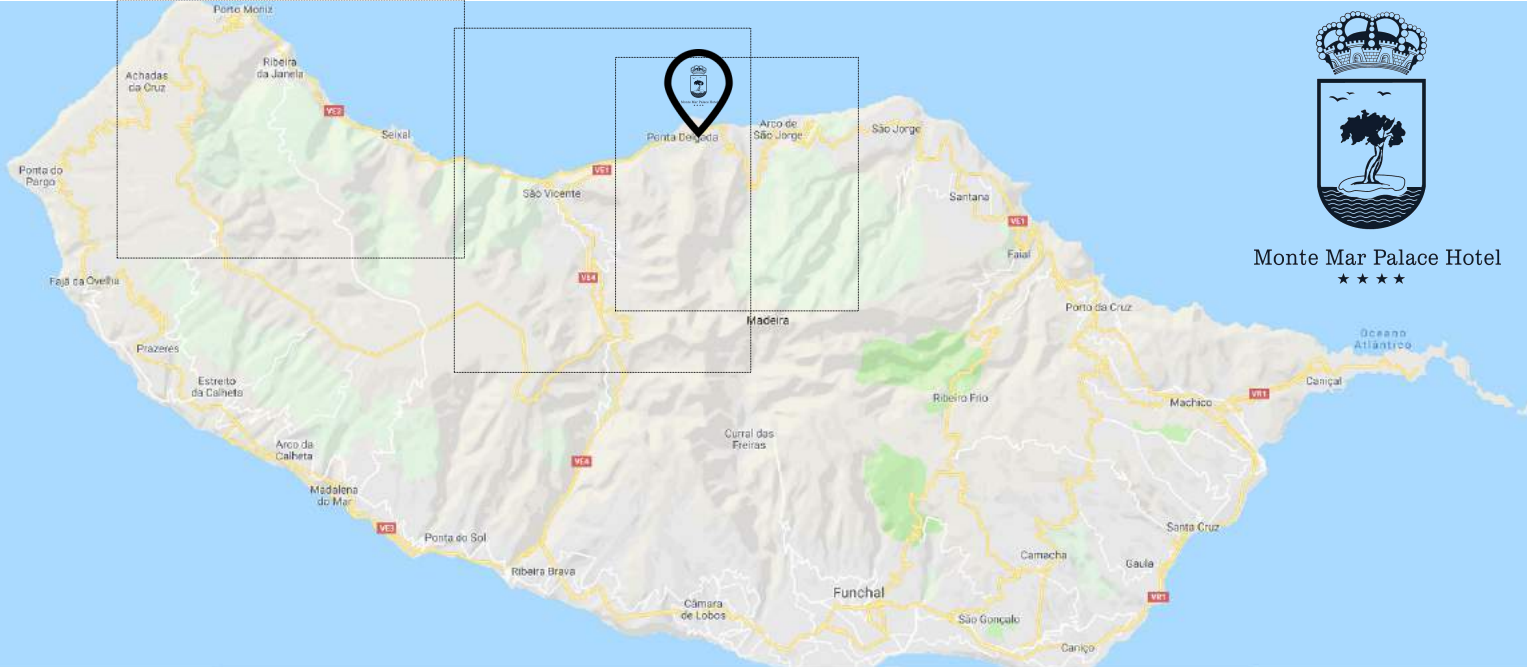 Porto Moniz
Ribeira
da Janela
Achadas
da Cruz
VE2
Seixal
Ponta do
Pargo
VE1
São Vicente
Monte Mar Palace Hotel
Ponta Delgada
Arco de
São Jorge
São Jorge
Santana
VE1
Faial
Monte Mar Palace Hotel
VE4
Fajã da Ovelha
Madeira
Porto da Cruz
Oceano
Atlântico
Prazeres
Estreito
da Calheta
Ribeiro Frio
Machico
VR1
Caniçal
Arco da
Calheta
Curral das
Freiras
VE4
Madalena
do Mar
VE3
Ponta do Sol
Ribeira Brava
Santa Cruz
Camacha
Gaula
Funchal
VR1
Câmara
de Lobos
São Gonçalo
Caniço